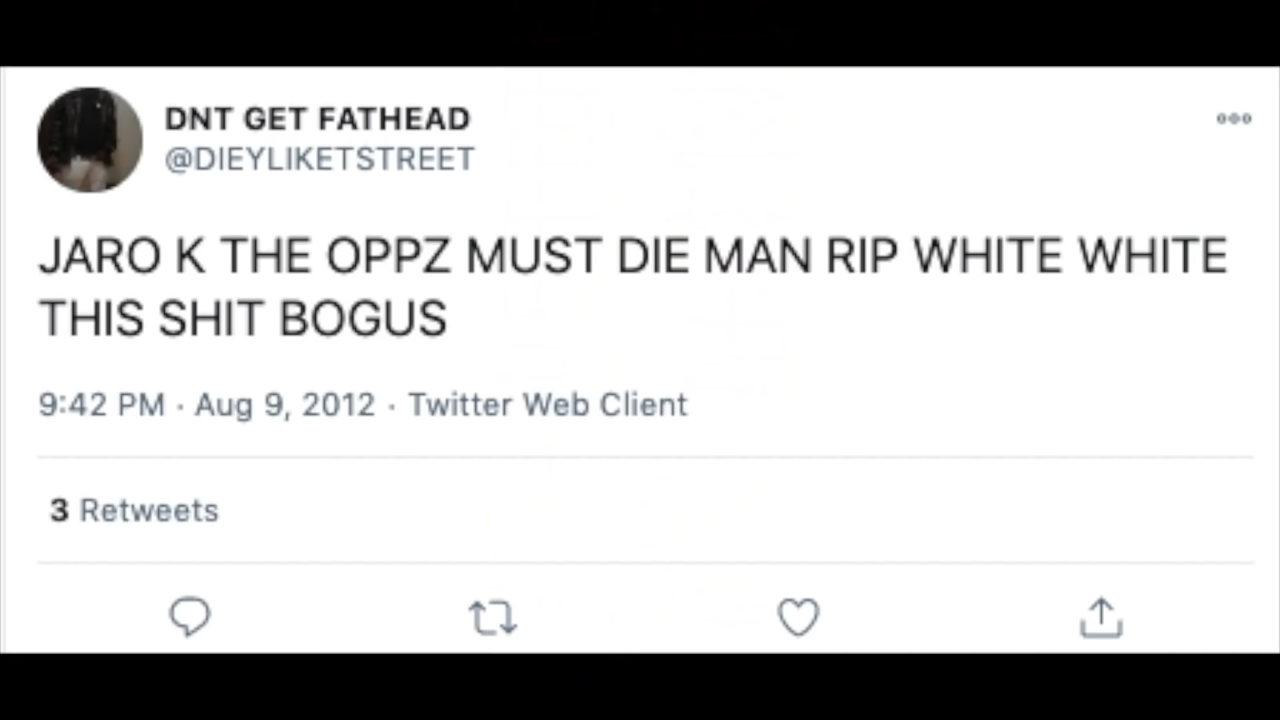 DNT GET FATHEAD
@DIEYLIKETSTREET
JARO K THE OPPZ MUST DIE MAN RIP WHITE WHITE
THIS SHIT BOGUS
9:42 PM · Aug 9, 2012 · Twitter Web Client
3 Retweets